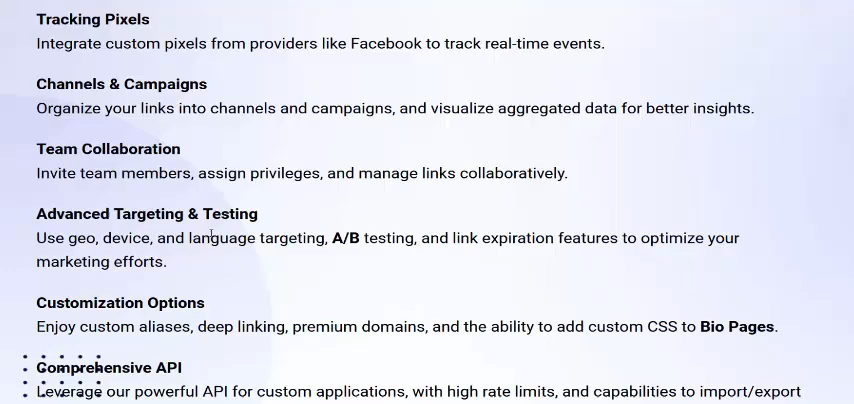 Tracking Pixels
Integrate custom pixels from providers like Facebook to track real-time events.
Channels & Campaigns
Organize your links into channels and campaigns, and visualize aggregated data for better insights.
Team Collaboration
Invite team members, assign privileges, and manage links collaboratively.
Advanced Targeting & Testing
Use geo, device, and language targeting, A/B testing, and link expiration features to optimize your
marketing efforts.
Customization Options
Enjoy custom aliases, deep linking, premium domains, and the ability to add custom CSS to Bio Pages.
Comprehensive API
Leverage our powerful API for custom applications, with high rate limits, and capabilities to import/export